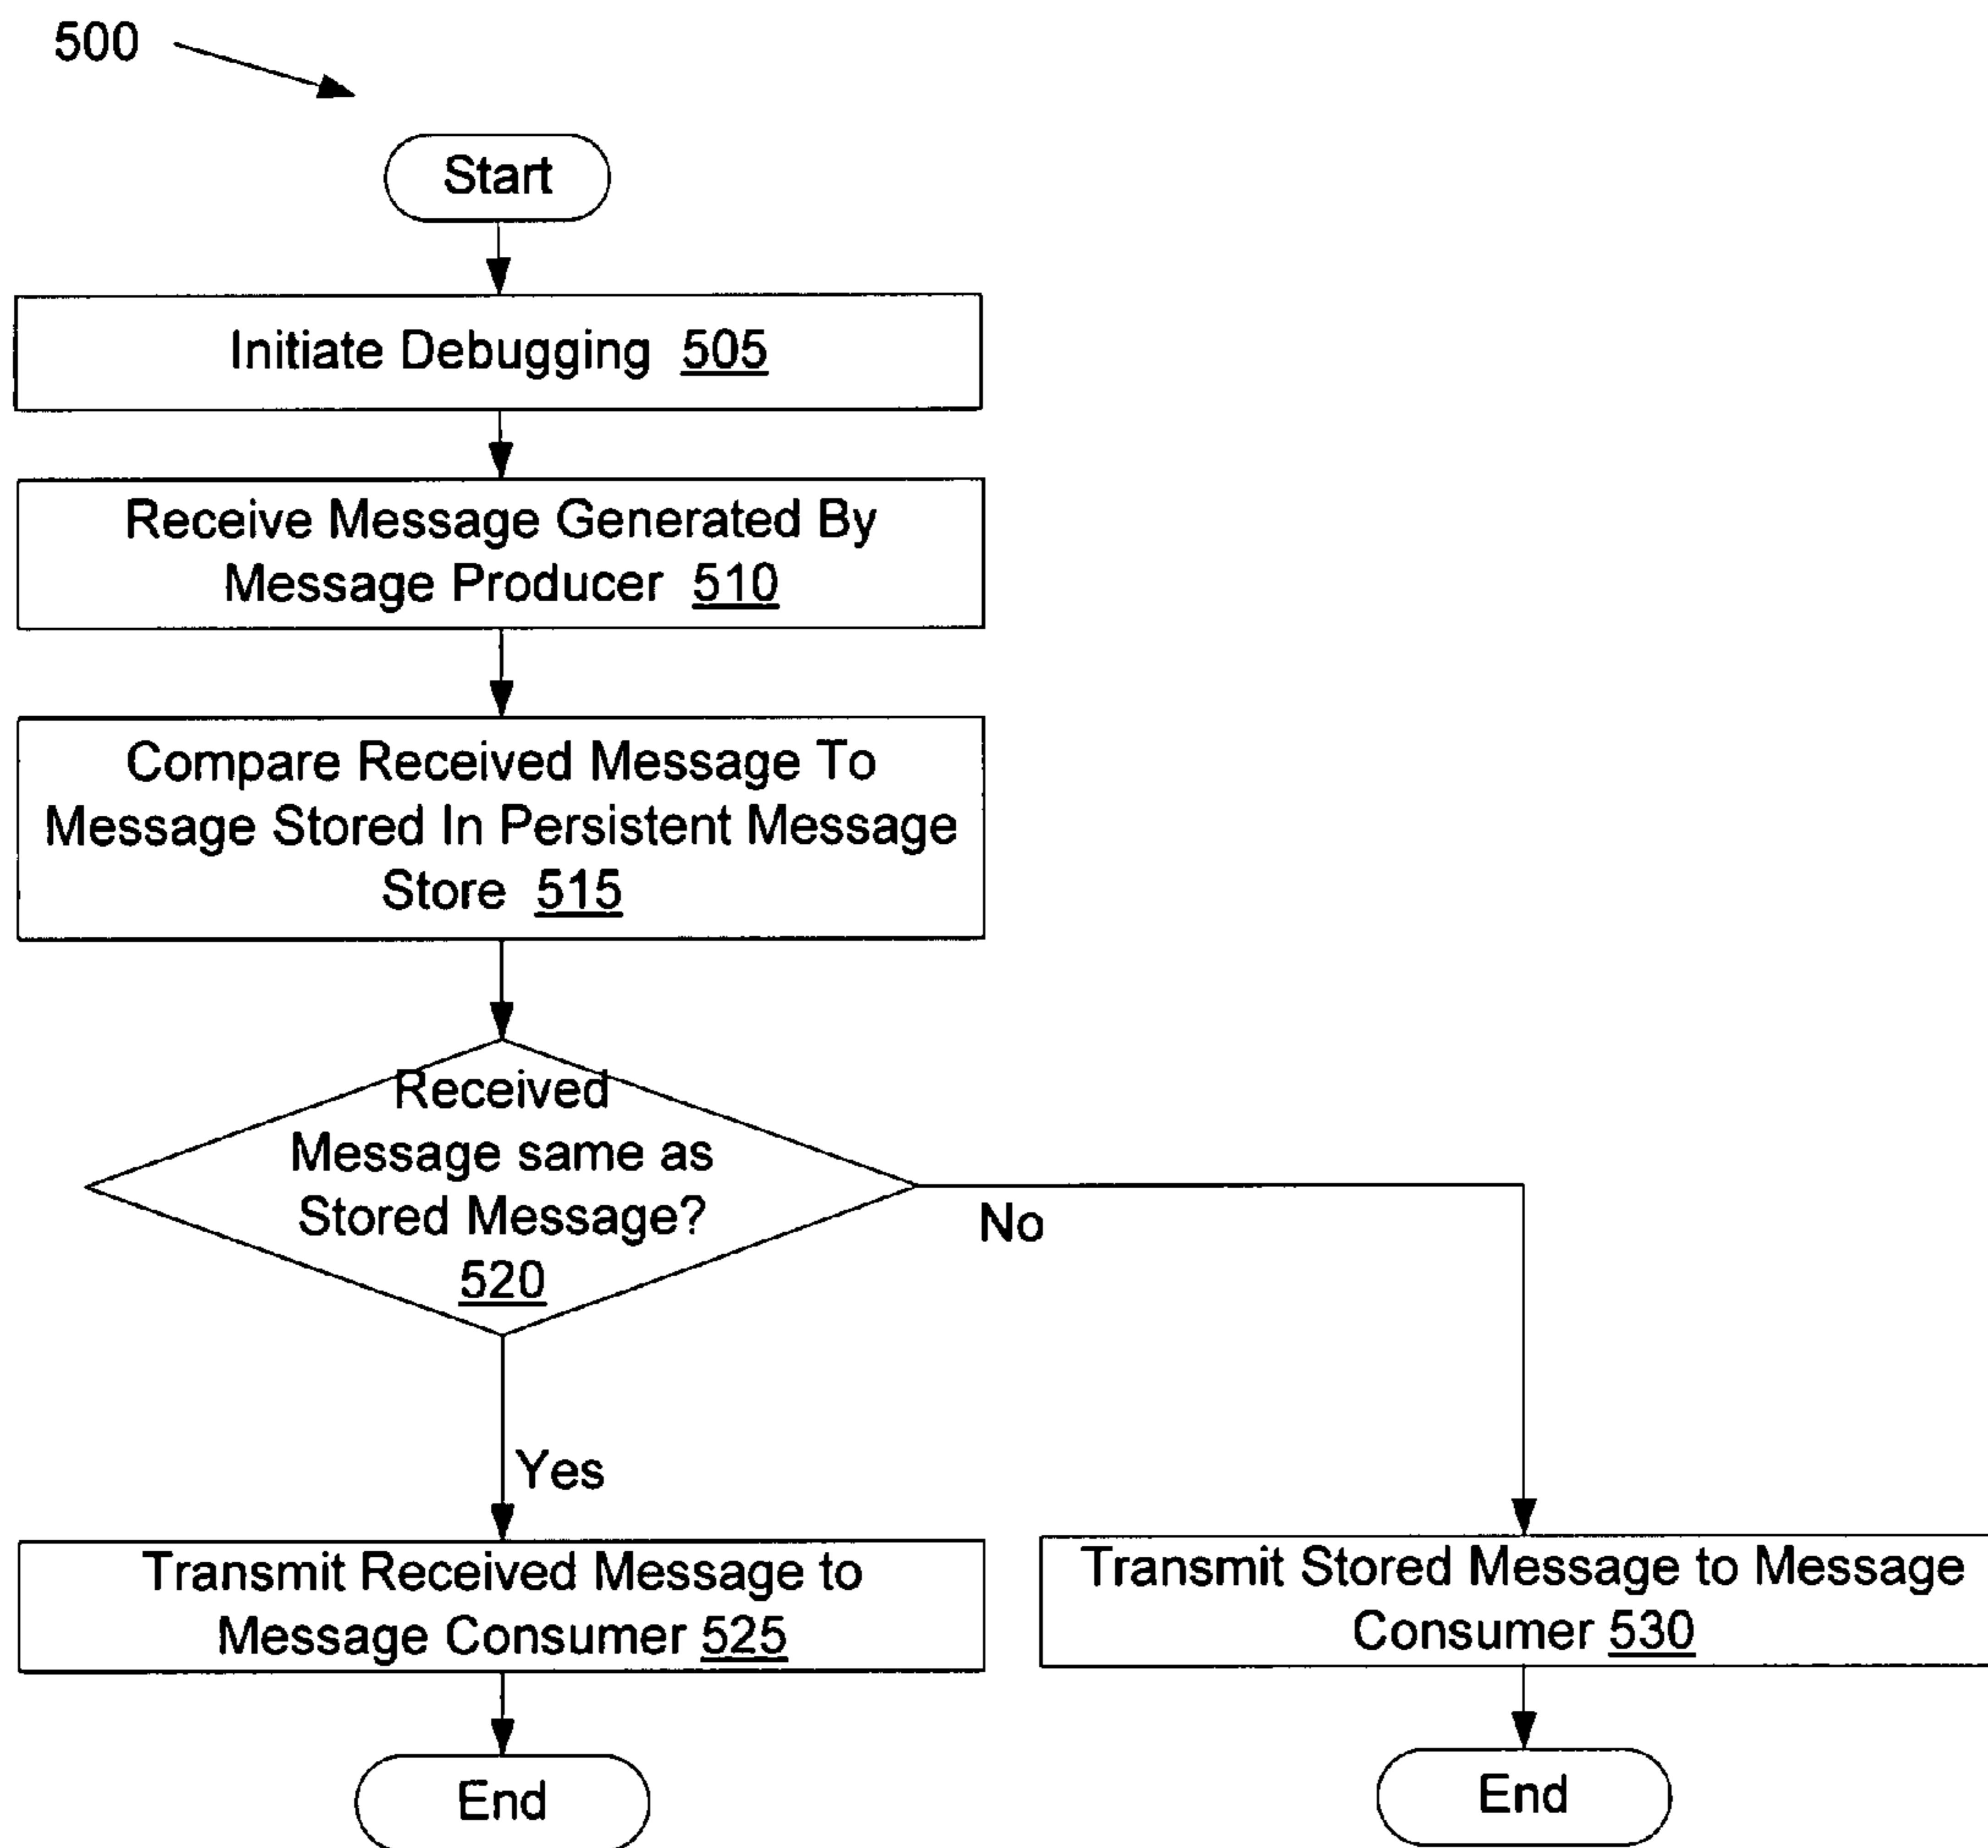 500
Start
Initiate Debugging 505
Receive Message Generated By
Message Producer 510
Compare Received Message To
Message Stored In Persistent Message
Store 515
Received
Message same as
Stored Message?
520
No
Yes
Transmit Received Message to
Message Consumer 525
Transmit Stored Message to Message
Consumer 530
End
End